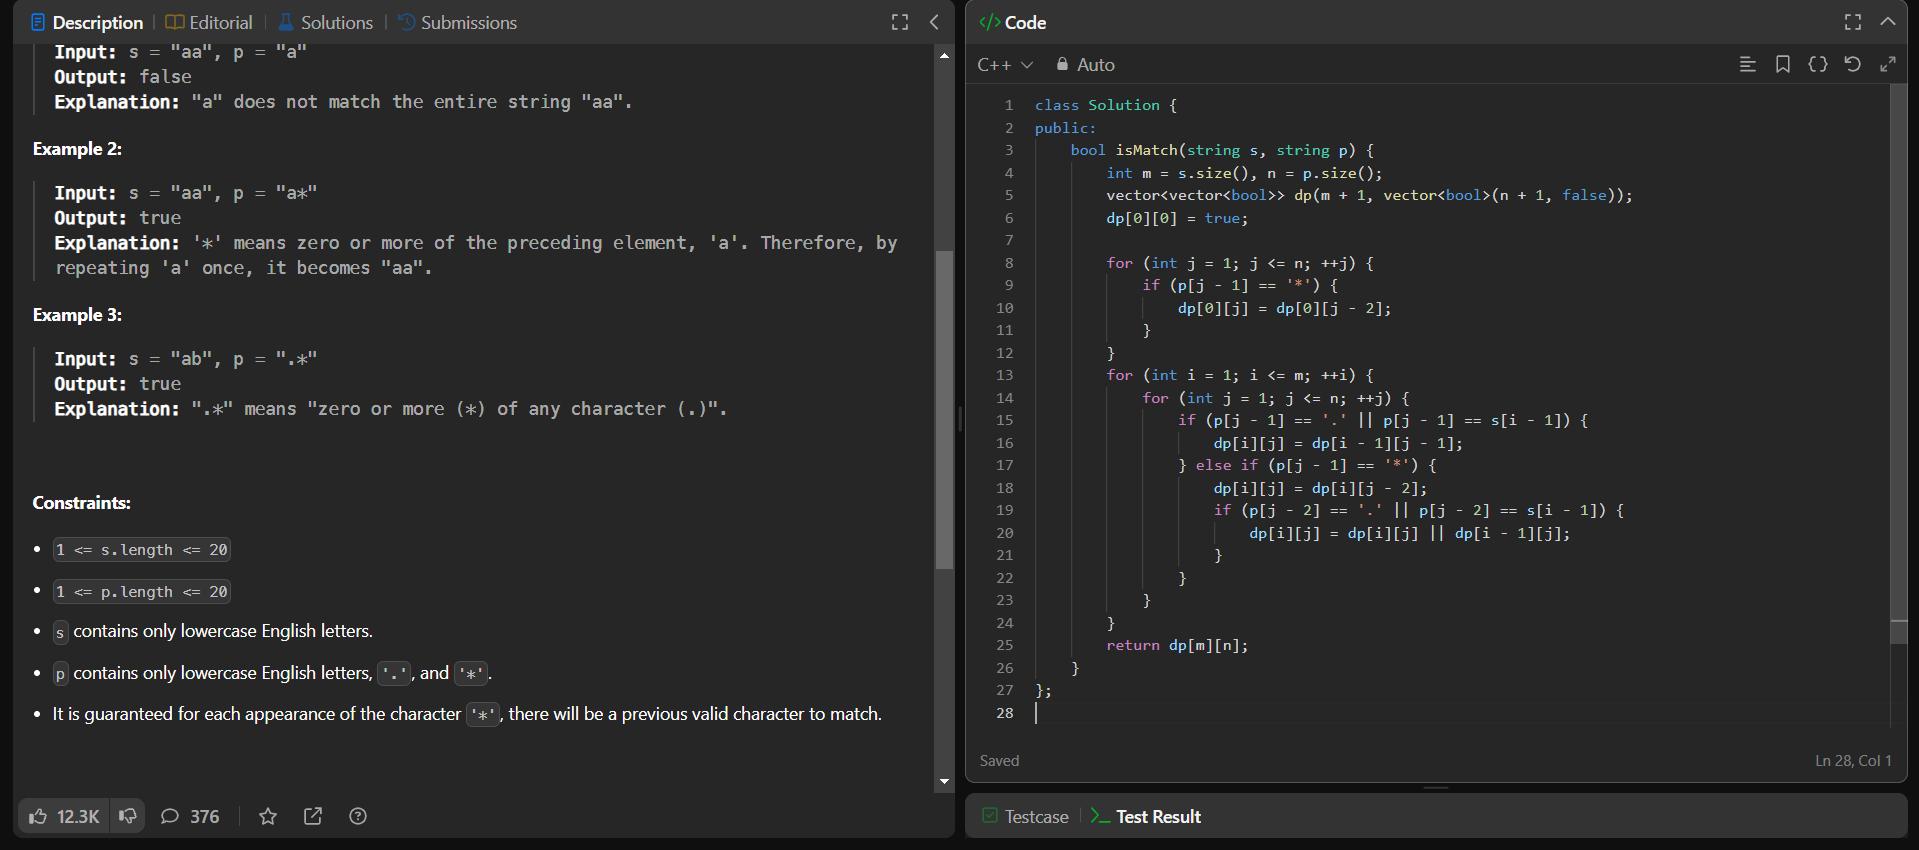 Description
Editorial
Solutions
Submissions
Input: s = "aa", p = "a"
Output: false
Explanation: "a" does not match the entire string "aa".
Example 2:
Input: s = "aa", p = "a*"
Output: true
Explanation: '*' means zero or more of the preceding element, 'a'. Therefore, by
repeating 'a' once, it becomes "aa".
Example 3:
Input: s = "ab", p = ".*"
Output: true
Explanation: ".*" means "zero or more (*) of any character (.)".
Constraints:
• 1 <= s.length <= 20
• 1 <= p.length <= 20
• s contains only lowercase English letters.
• p contains only lowercase English letters, '.', and '*'.
• It is guaranteed for each appearance of the character '*', there will be a previous valid character to match.
12.3K
376
</> Code
C++
Auto
1 class Solution {
2 public:
3     bool isMatch(string s, string p) {
4         int m = s.size(), n = p.size();
5         vector<vector<bool>> dp(m + 1, vector<bool>(n + 1, false));
6         dp[0][0] = true;
7
8         for (int j = 1; j <= n; ++j) {
9             if (p[j - 1] == '*') {
10                 dp[0][j] = dp[0][j - 2];
11             }
12         }
13         for (int i = 1; i <= m; ++i) {
14             for (int j = 1; j <= n; ++j) {
15                 if (p[j - 1] == '.' || p[j - 1] == s[i - 1]) {
16                     dp[i][j] = dp[i - 1][j - 1];
17                 } else if (p[j - 1] == '*') {
18                     dp[i][j] = dp[i][j - 2];
19                     if (p[j - 2] == '.' || p[j - 2] == s[i - 1]) {
20                         dp[i][j] = dp[i][j] || dp[i - 1][j];
21                     }
22                 }
23             }
24         }
25         return dp[m][n];
26     }
27 };
28
Saved
Ln 28, Col 1
Testcase
Test Result